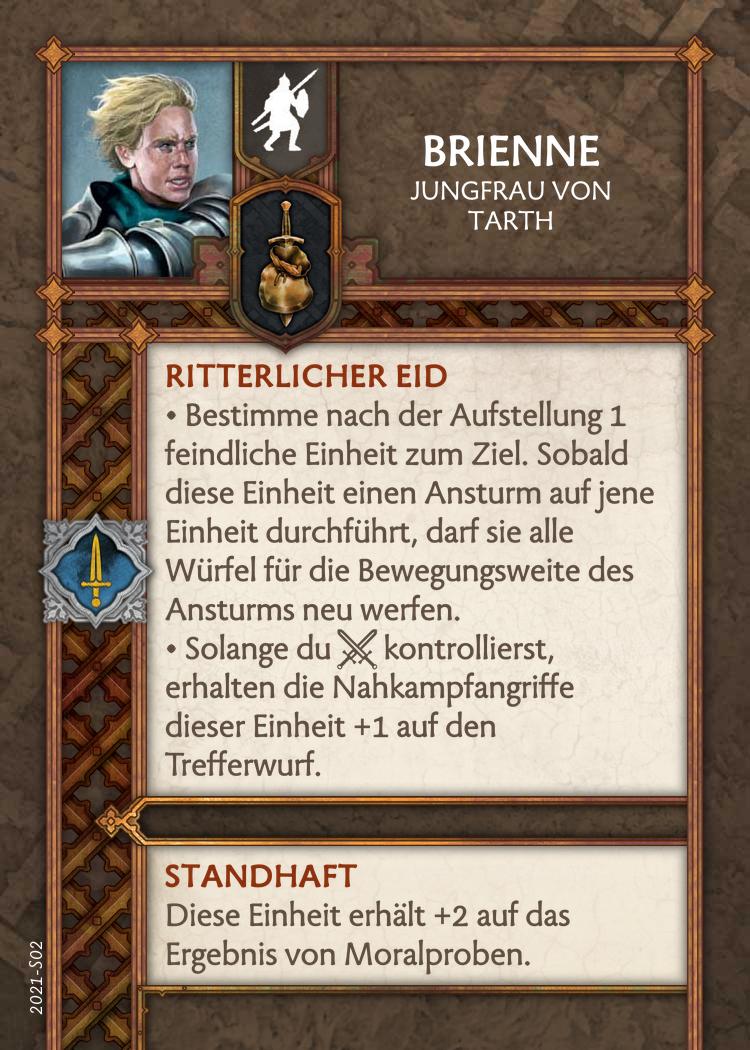 BRIENNE
JUNGFRAU VON
TARTH
RITTERLICHER EID
• Bestimme nach der Aufstellung 1
feindliche Einheit zum Ziel. Sobald
diese Einheit einen Ansturm auf jene
Einheit durchführt, darf sie alle
Würfel für die Bewegungsweite des
Ansturms neu werfen.
• Solange du kontrollierst,
erhalten die Nahkampfangriffe
dieser Einheit +1 auf den
Trefferwurf.
STANDHAFT
Diese Einheit erhält +2 auf das
Ergebnis von Moralproben.
2021-S02